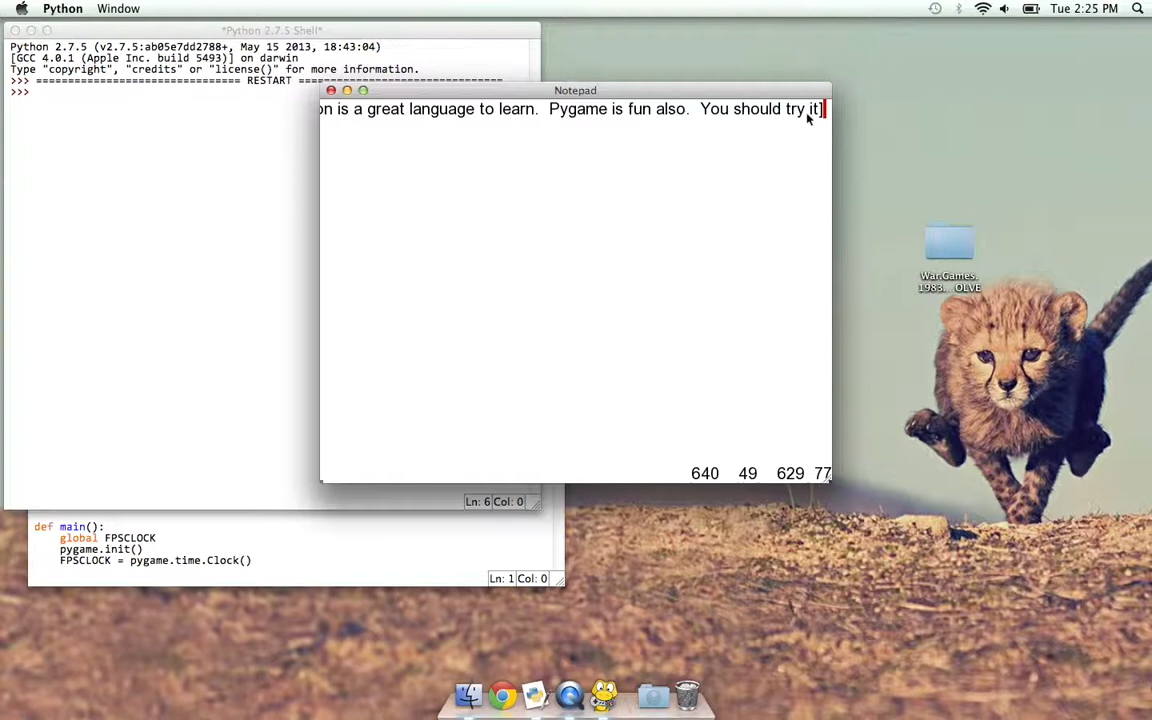 Python Window Tue 2:25 PM
*Python 2.7.5 Shell*
Python 2.7.5 (v2.7.5:ab05e7dd2788+, May 15 2013, 18:43:04)
[GCC 4.0.1 (Apple Inc. build 5493)] on darwin
Type "copyright", "credits" or "license()" for more information.
>>> ================================ RESTART ================================
>>>
Notepad
on is a great language to learn.  Pygame is fun also.  You should try it]
640 49 629 77
Ln: 6 Col: 0
def main():
    global FPSCLOCK
    pygame.init()
    FPSCLOCK = pygame.time.Clock()
Ln: 1 Col: 0
War.Games.
1983... OLVE